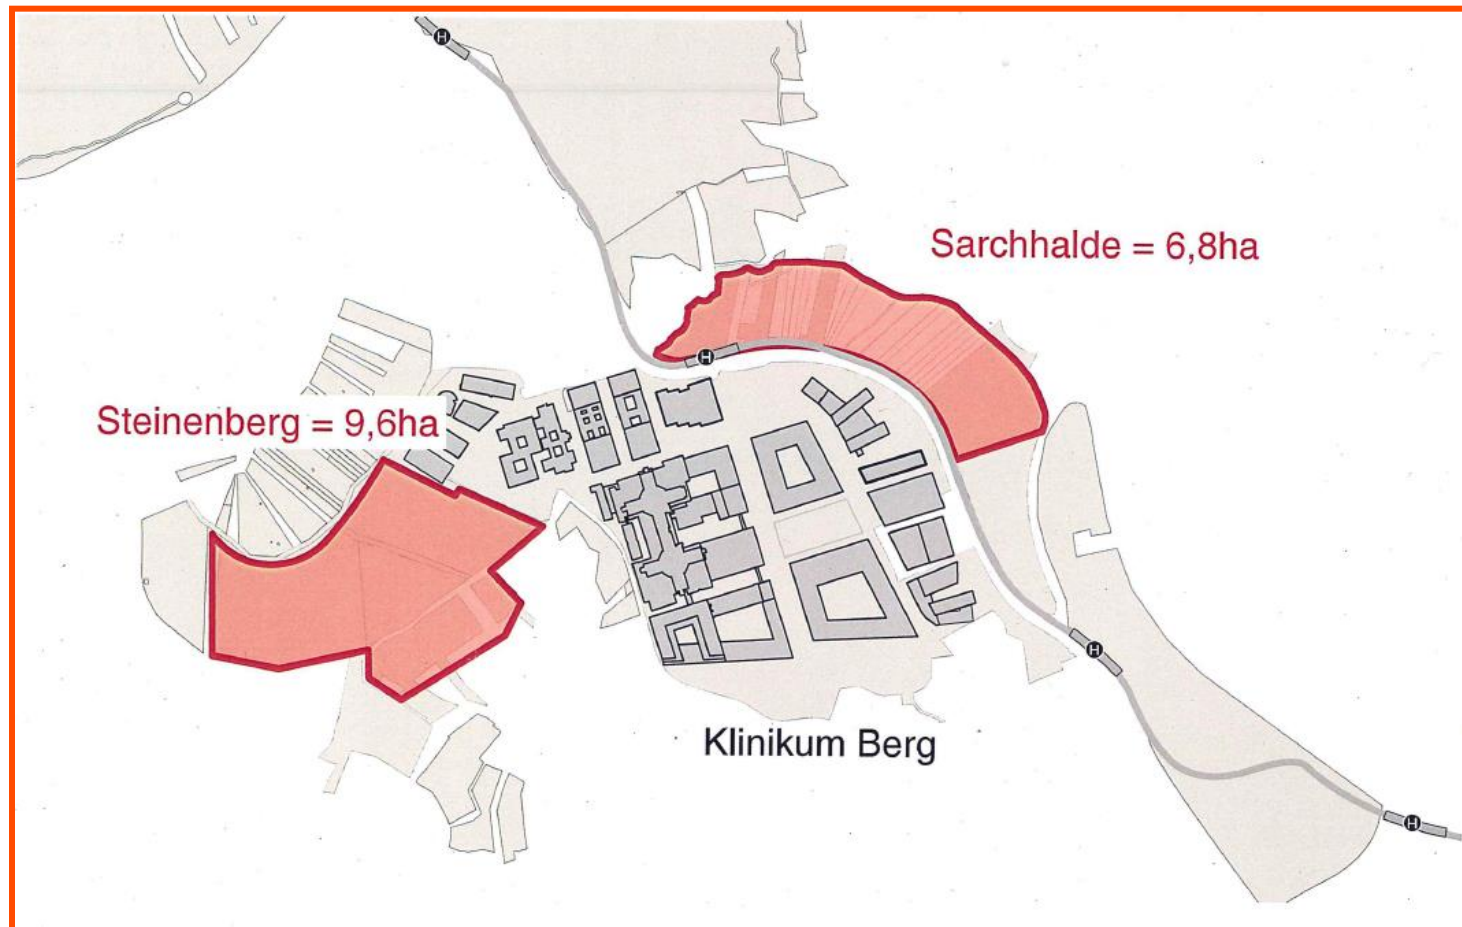 H
Sarchhalde = 6,8ha
H
Steinenberg = 9,6ha
H
Klinikum Berg
H